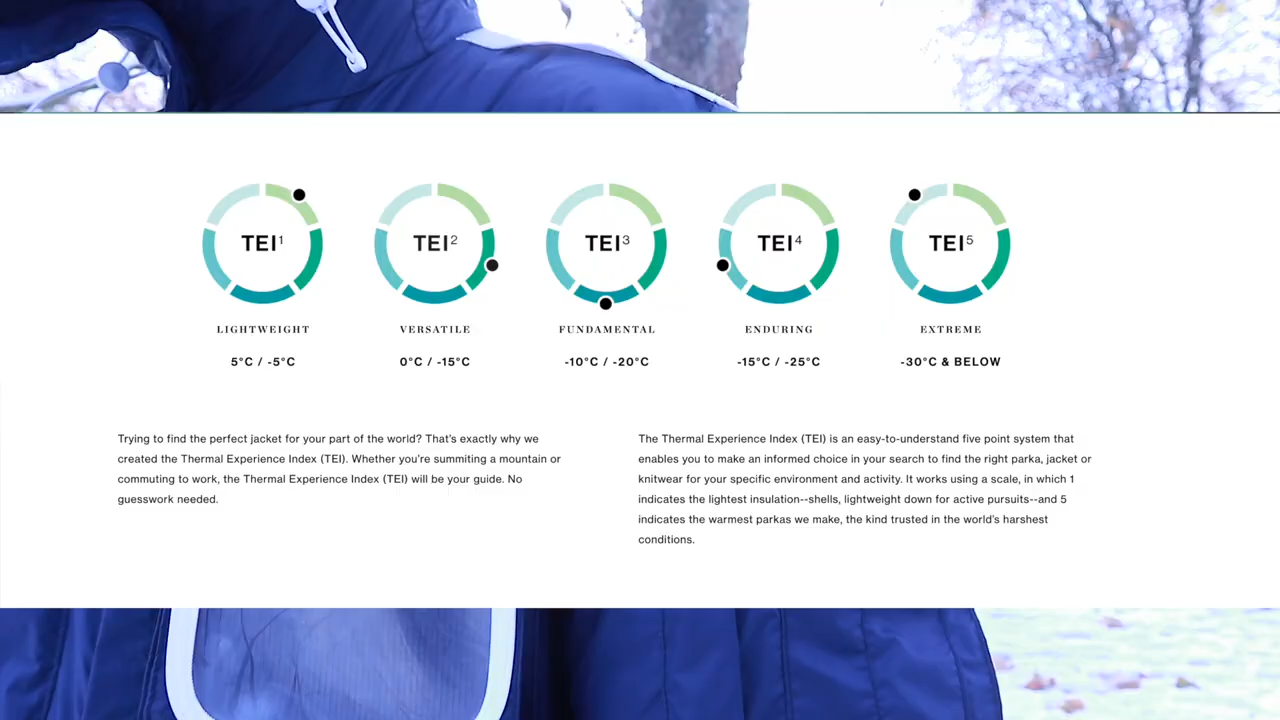 TEI1 TEI2 TEI3 TEI4 TEI5
LIGHTWEIGHT VERSATILE FUNDAMENTAL ENDURING EXTREME
5°C / -5°C 0°C / -15°C -10°C / -20°C -15°C / -25°C -30°C & BELOW
Trying to find the perfect jacket for your part of the world? That's exactly why we
created the Thermal Experience Index (TEI). Whether you're summiting a mountain or
commuting to work, the Thermal Experience Index (TEI) will be your guide. No
guesswork needed.
The Thermal Experience Index (TEI) is an easy-to-understand five point system that
enables you to make an informed choice in your search to find the right parka, jacket or
knitwear for your specific environment and activity. It works using a scale, in which 1
indicates the lightest insulation--shells, lightweight down for active pursuits--and 5
indicates the warmest parkas we make, the kind trusted in the world's harshest
conditions.